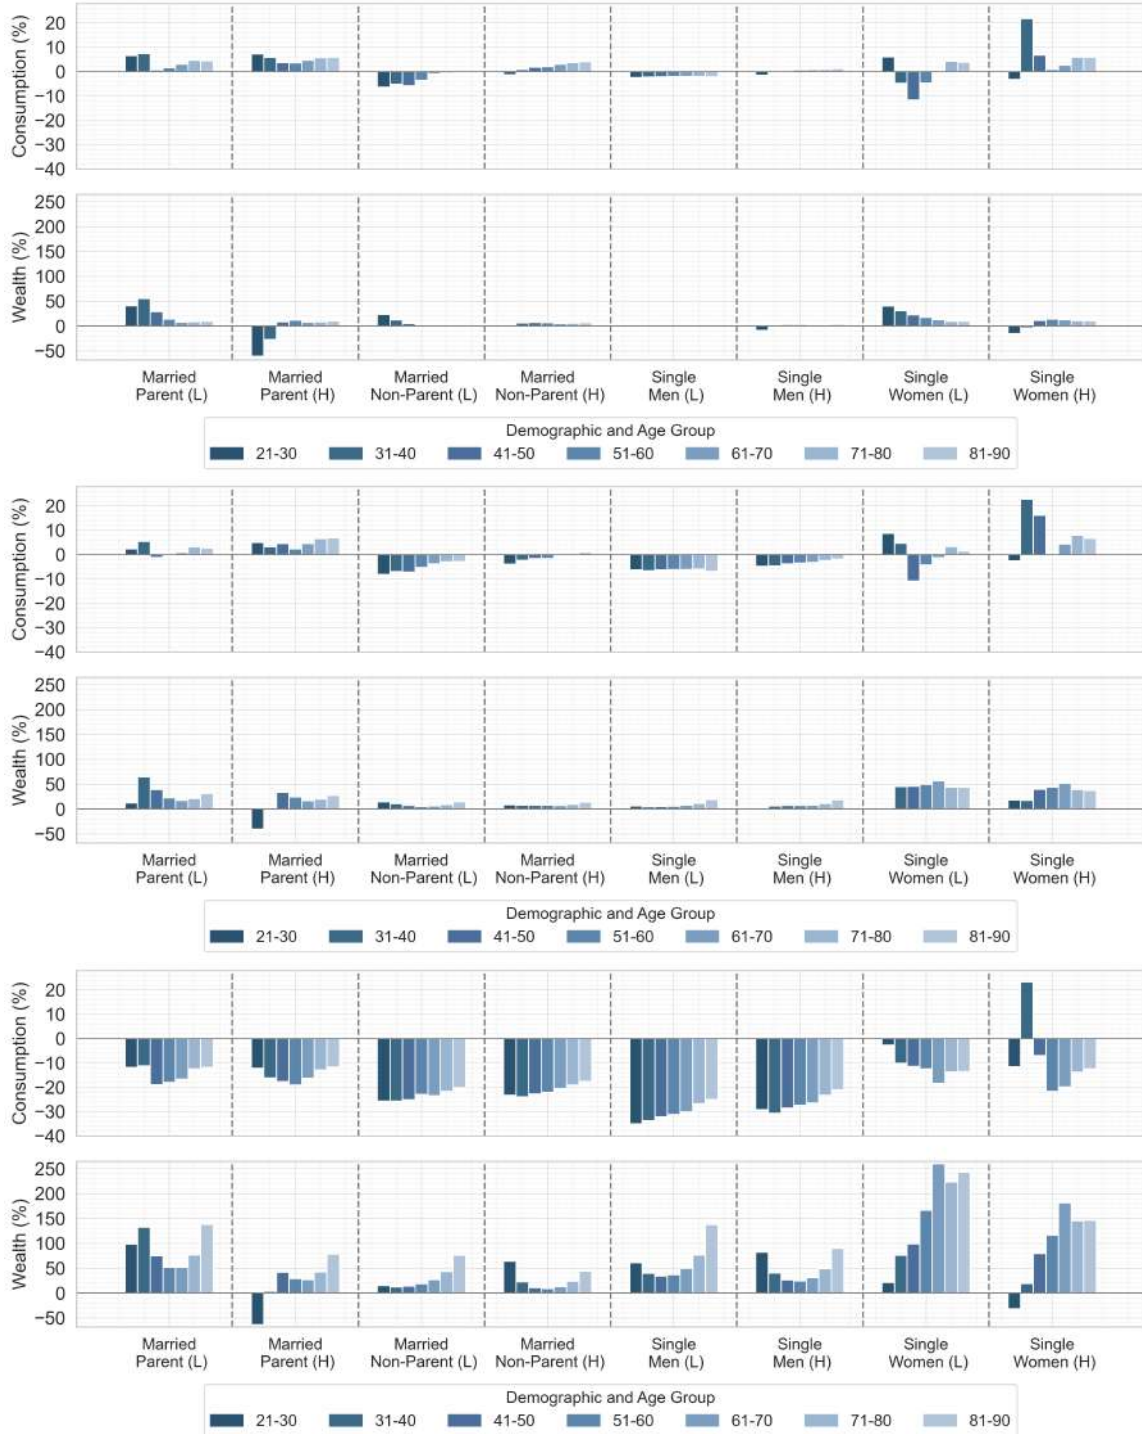 Consumption (%)
20
10
0
−10
−20
−30
−40
Wealth (%)
250
200
150
100
50
0
−50
Married Parent (L)
Married Parent (H)
Married Non-Parent (L)
Married Non-Parent (H)
Single Men (L)
Single Men (H)
Single Women (L)
Single Women (H)
Demographic and Age Group
21-30 31-40 41-50 51-60 61-70 71-80 81-90
Consumption (%)
20
10
0
−10
−20
−30
−40
Wealth (%)
250
200
150
100
50
0
−50
Married Parent (L)
Married Parent (H)
Married Non-Parent (L)
Married Non-Parent (H)
Single Men (L)
Single Men (H)
Single Women (L)
Single Women (H)
Demographic and Age Group
21-30 31-40 41-50 51-60 61-70 71-80 81-90
Consumption (%)
20
10
0
−10
−20
−30
−40
Wealth (%)
250
200
150
100
50
0
−50
Married Parent (L)
Married Parent (H)
Married Non-Parent (L)
Married Non-Parent (H)
Single Men (L)
Single Men (H)
Single Women (L)
Single Women (H)
Demographic and Age Group
21-30 31-40 41-50 51-60 61-70 71-80 81-90